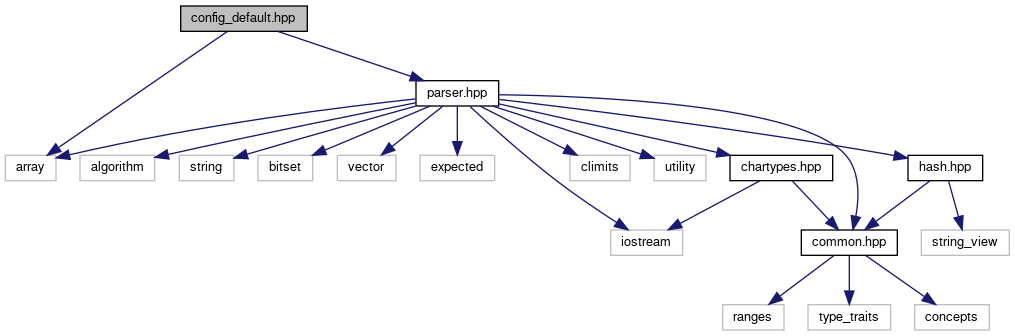 config_default.hpp
parser.hpp
array
algorithm
string
bitset
vector
expected
climits
utility
chartypes.hpp
hash.hpp
iostream
common.hpp
string_view
ranges
type_traits
concepts